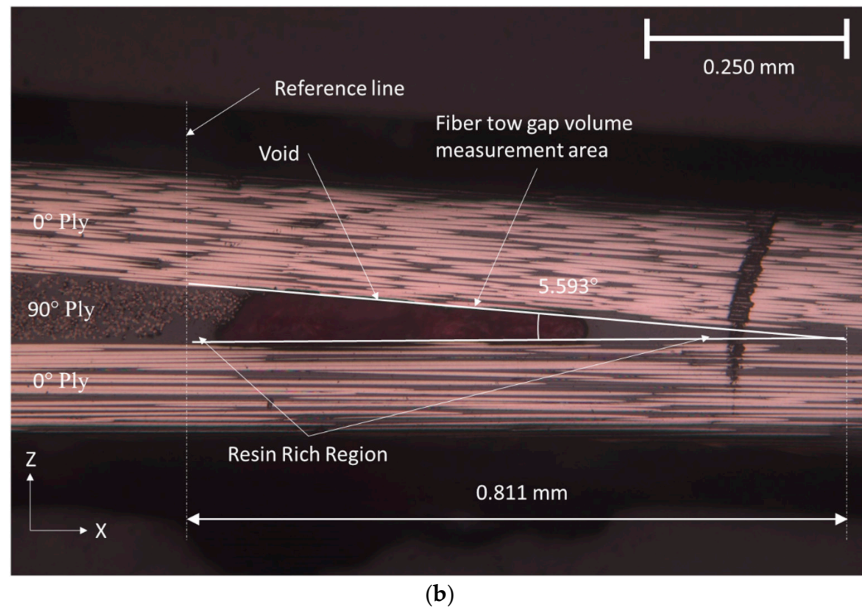 0.250 mm
Reference line
Fiber tow gap volume
measurement area
Void
0° Ply
5.593°
90° Ply
0° Ply
Resin Rich Region
Z
0.811 mm
X
(b)